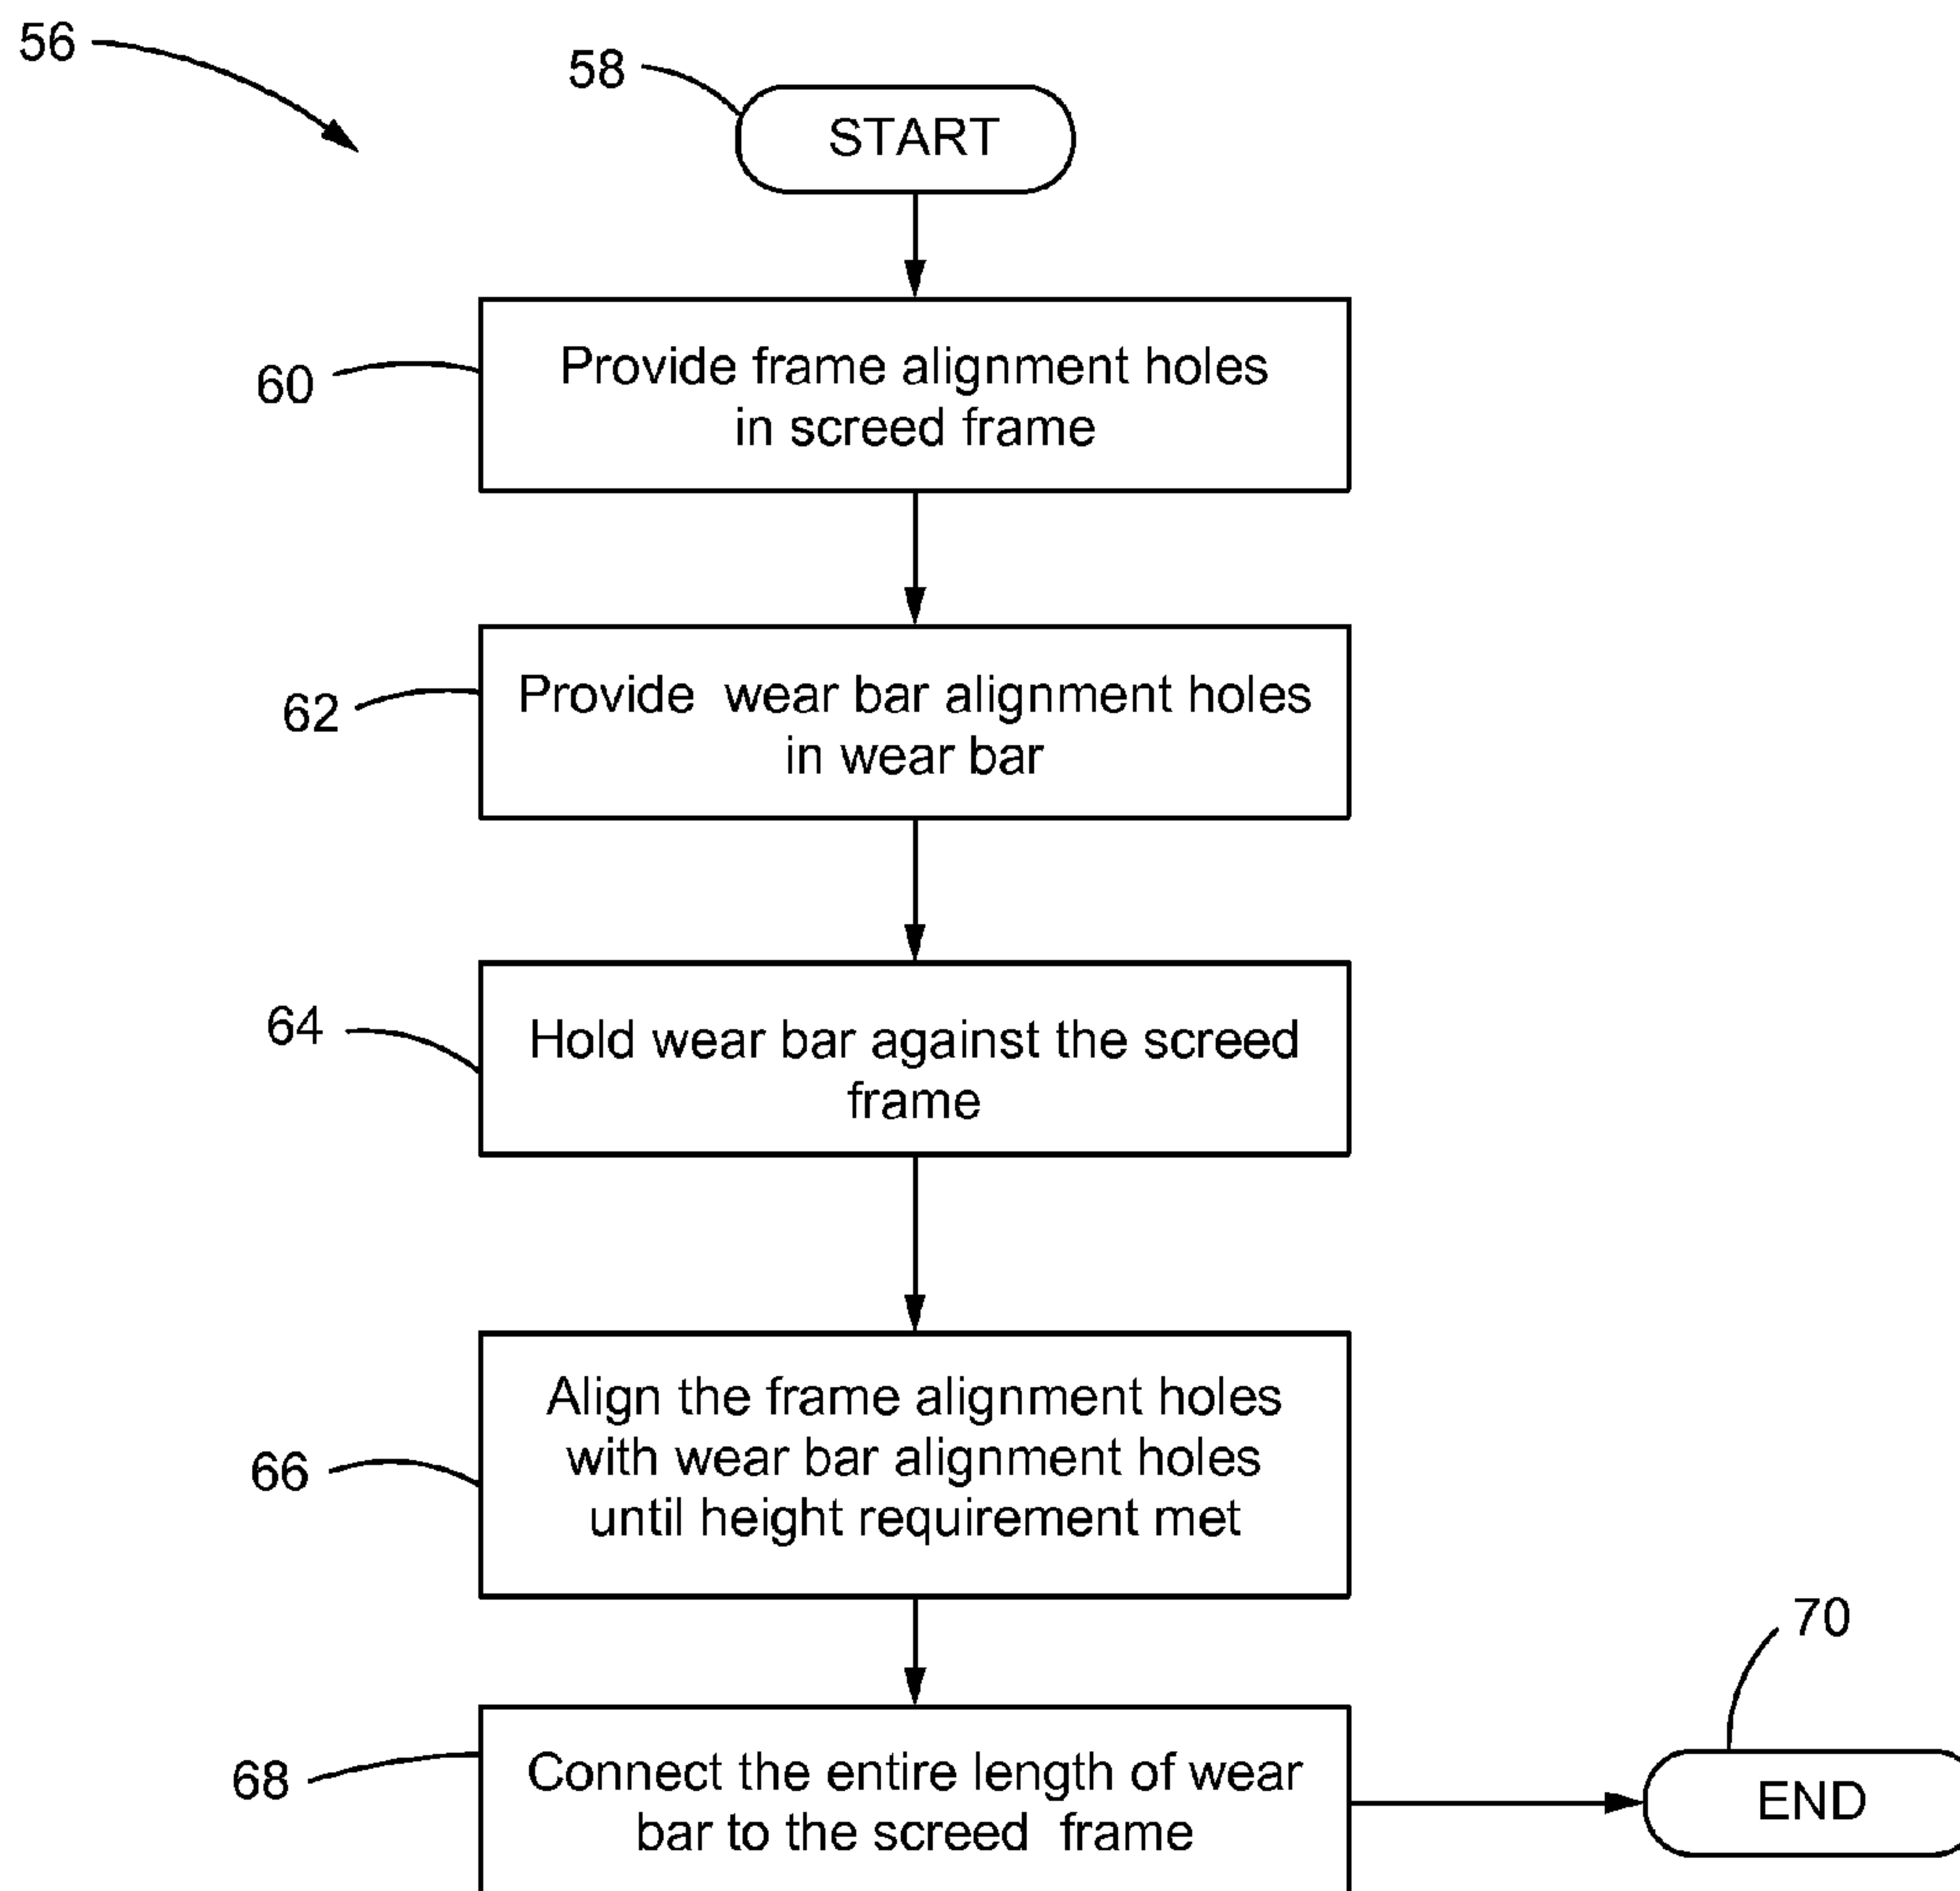 56
58
START
60
Provide frame alignment holes
in screed frame
62
Provide wear bar alignment holes
in wear bar
64
Hold wear bar against the screed
frame
66
Align the frame alignment holes
with wear bar alignment holes
until height requirement met
70
68
Connect the entire length of wear
bar to the screed frame
END